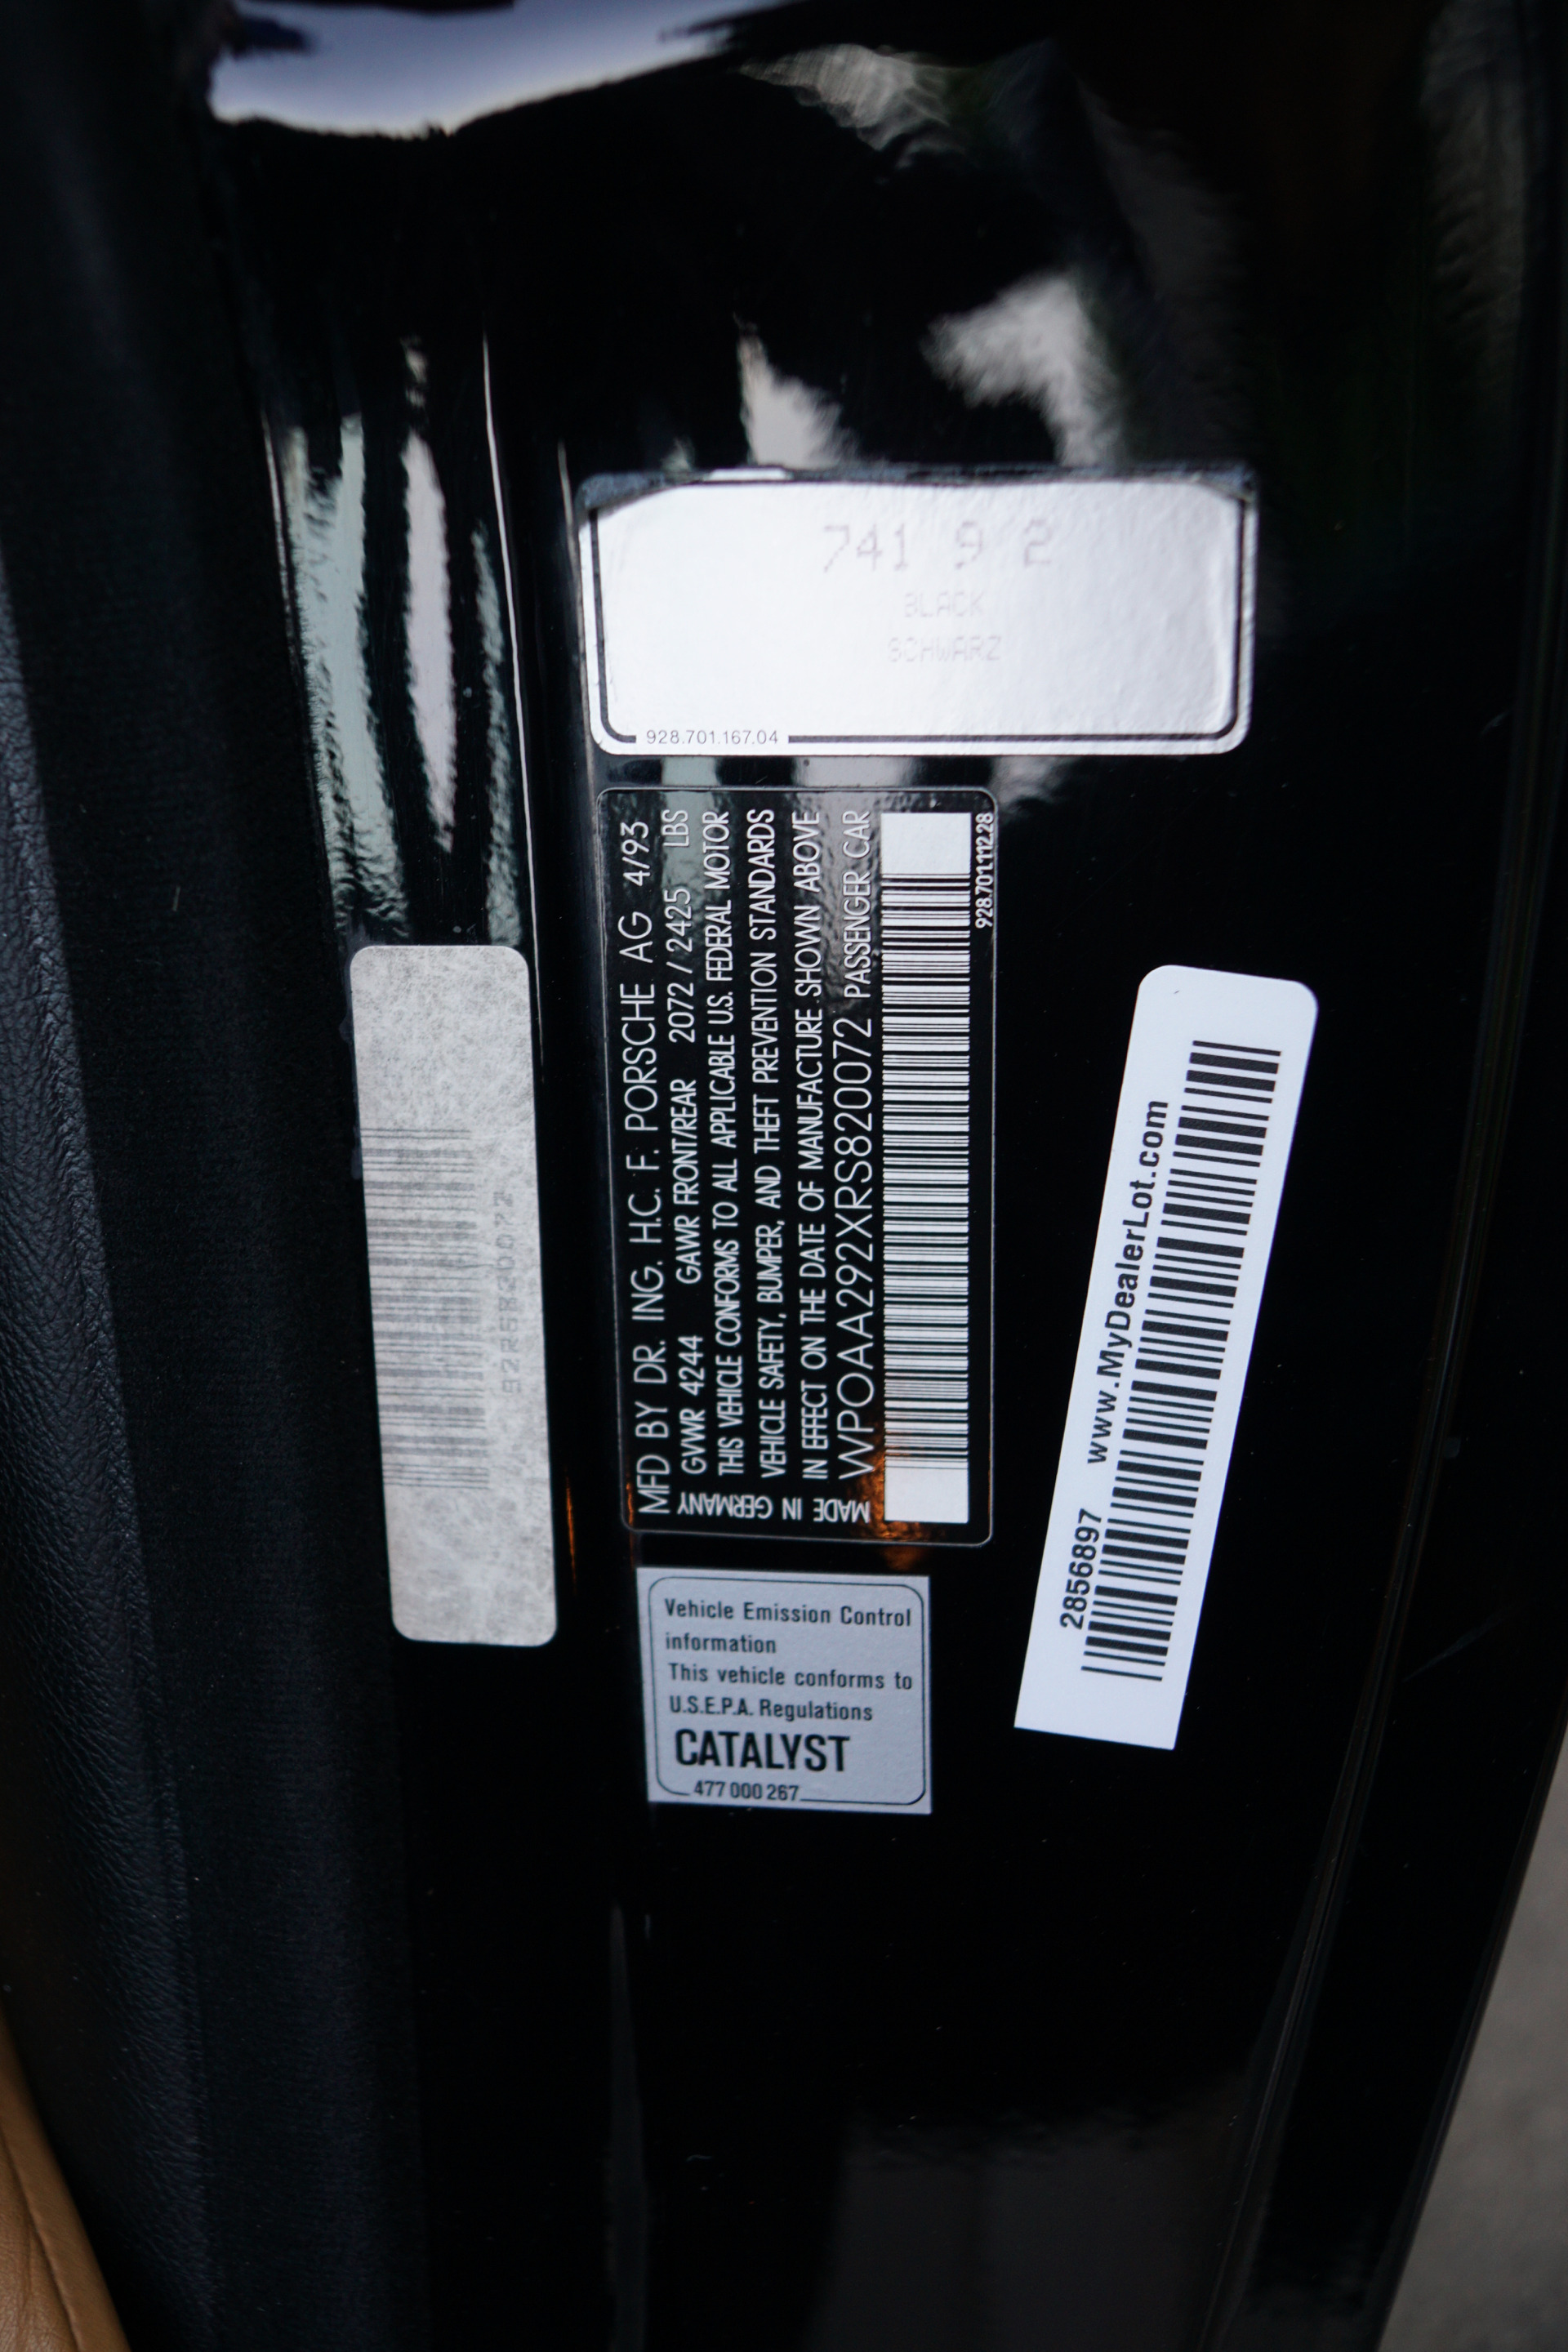 741 9 2
BLACK
SCHWARZ
928.701.167.04
MFD BY DR. ING. H.C. F. PORSCHE AG 4/93
GVWR 4244 GAWR FRONT/REAR 2072/2425 LBS
THIS VEHICLE CONFORMS TO ALL APPLICABLE U.S. FEDERAL MOTOR
VEHICLE SAFETY, BUMPER, AND THEFT PREVENTION STANDARDS
IN EFFECT ON THE DATE OF MANUFACTURE SHOWN ABOVE
WPOAA292XRS820072 PASSENGER CAR
MADE IN GERMANY
928.701.112.28
92RS820072
2856897 www.MyDealerLot.com
Vehicle Emission Control
information
This vehicle conforms to
U.S.E.P.A. Regulations
CATALYST
477 000 267